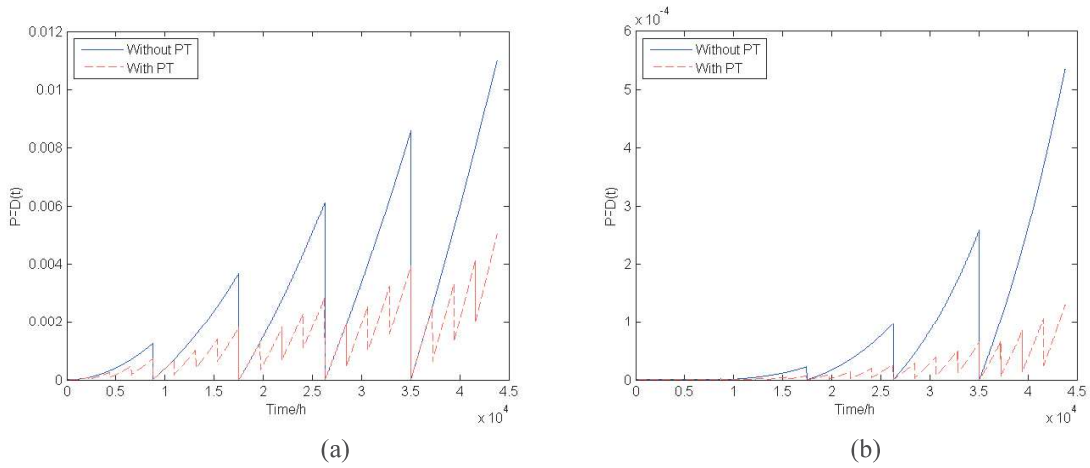 0.012
0.01
0.008
0.006
0.004
0.002
0
PFD(t)
Without PT
With PT
0 0.5 1 1.5 2 2.5 3 3.5 4 4.5
Time/h
x 10^4
(a)
x 10^-4
6
5
4
3
2
1
0
PFD(t)
Without PT
With PT
0 0.5 1 1.5 2 2.5 3 3.5 4 4.5
Time/h
x 10^4
(b)